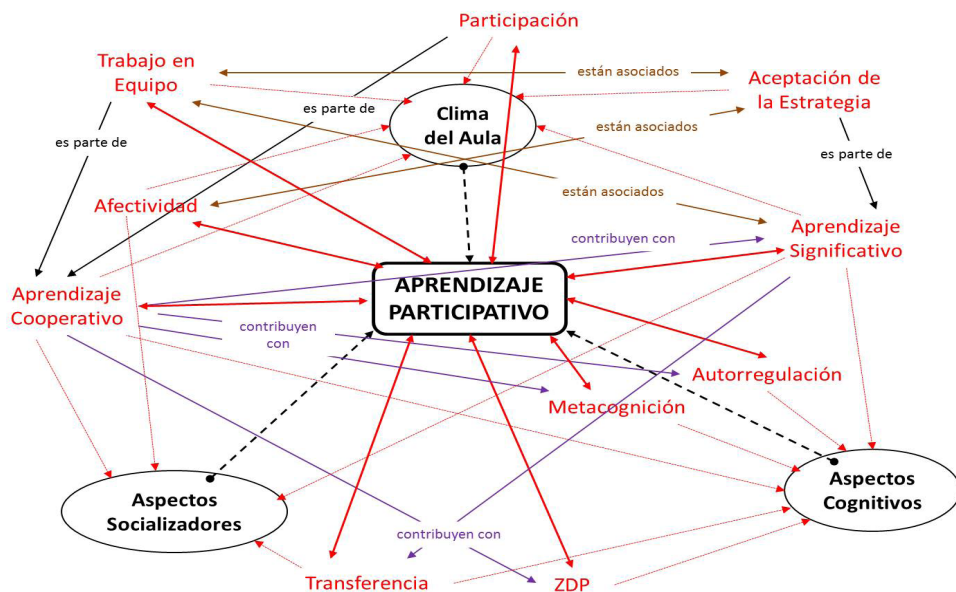 Participación
Trabajo en
Equipo
están asociados
Aceptación de
la Estrategia
es parte de
Clima
del Aula
están asociados
es parte de
es parte de
están asociados
Afectividad
Aprendizaje
Significativo
contribuyen con
APRENDIZAJE
PARTICIPATIVO
Aprendizaje
Cooperativo
contribuyen
con
Autorregulación
Metacognición
Aspectos
Socializadores
Aspectos
Cognitivos
contribuyen con
Transferencia
ZDP